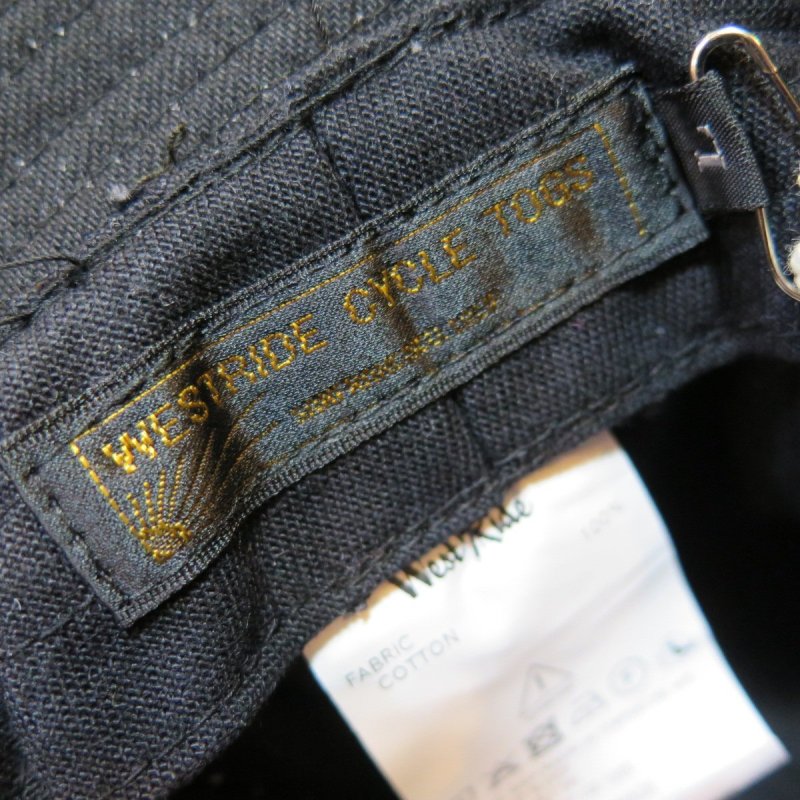 WESTRIDE CYCLE TOGS
L
West Ride
FABRIC
COTTON
100%